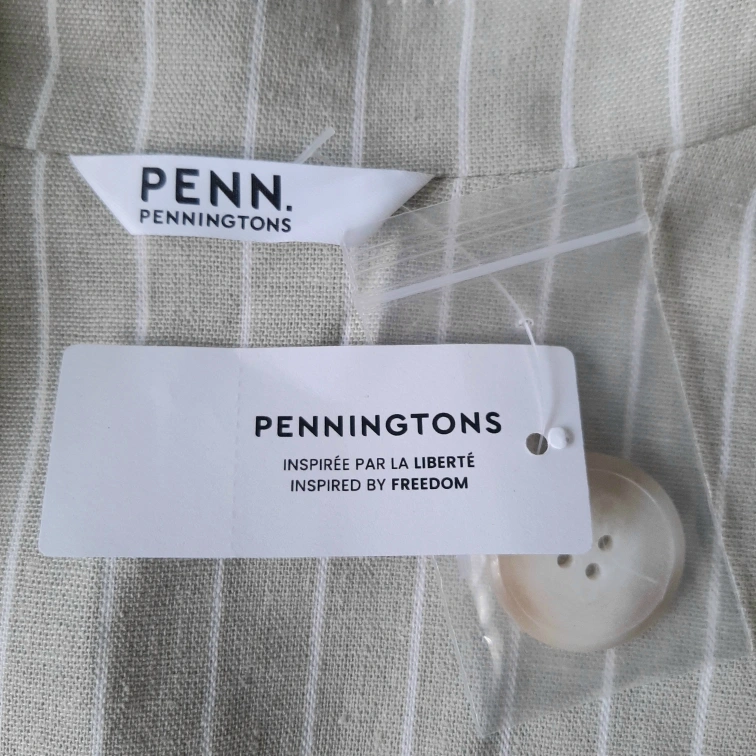 PENN.
PENNINGTONS
PENNINGTONS
INSPIRÉE PAR LA LIBERTÉ
INSPIRED BY FREEDOM